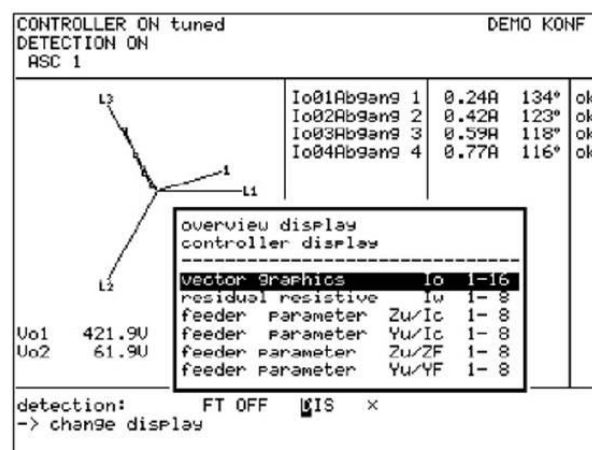 CONTROLLER ON tuned DEMO KONF
DETECTION ON
ASC 1
Io01Abgang 1 0.24A 134° ok
Io02Abgang 2 0.42A 123° ok
Io03Abgang 3 0.59A 118° ok
Io04Abgang 4 0.77A 116° ok
L3
1
L1
L2
overview display
controller display
vector graphics Io 1-16
residual resistive Iw 1- 8
feeder parameter Zu/Ic 1- 8
feeder parameter Yu/Ic 1- 8
feeder parameter Zu/ZF 1- 8
feeder parameter Yu/YF 1- 8
Uo1 421.9V
Uo2 61.9V
detection: FT OFF DIS x
-> change display